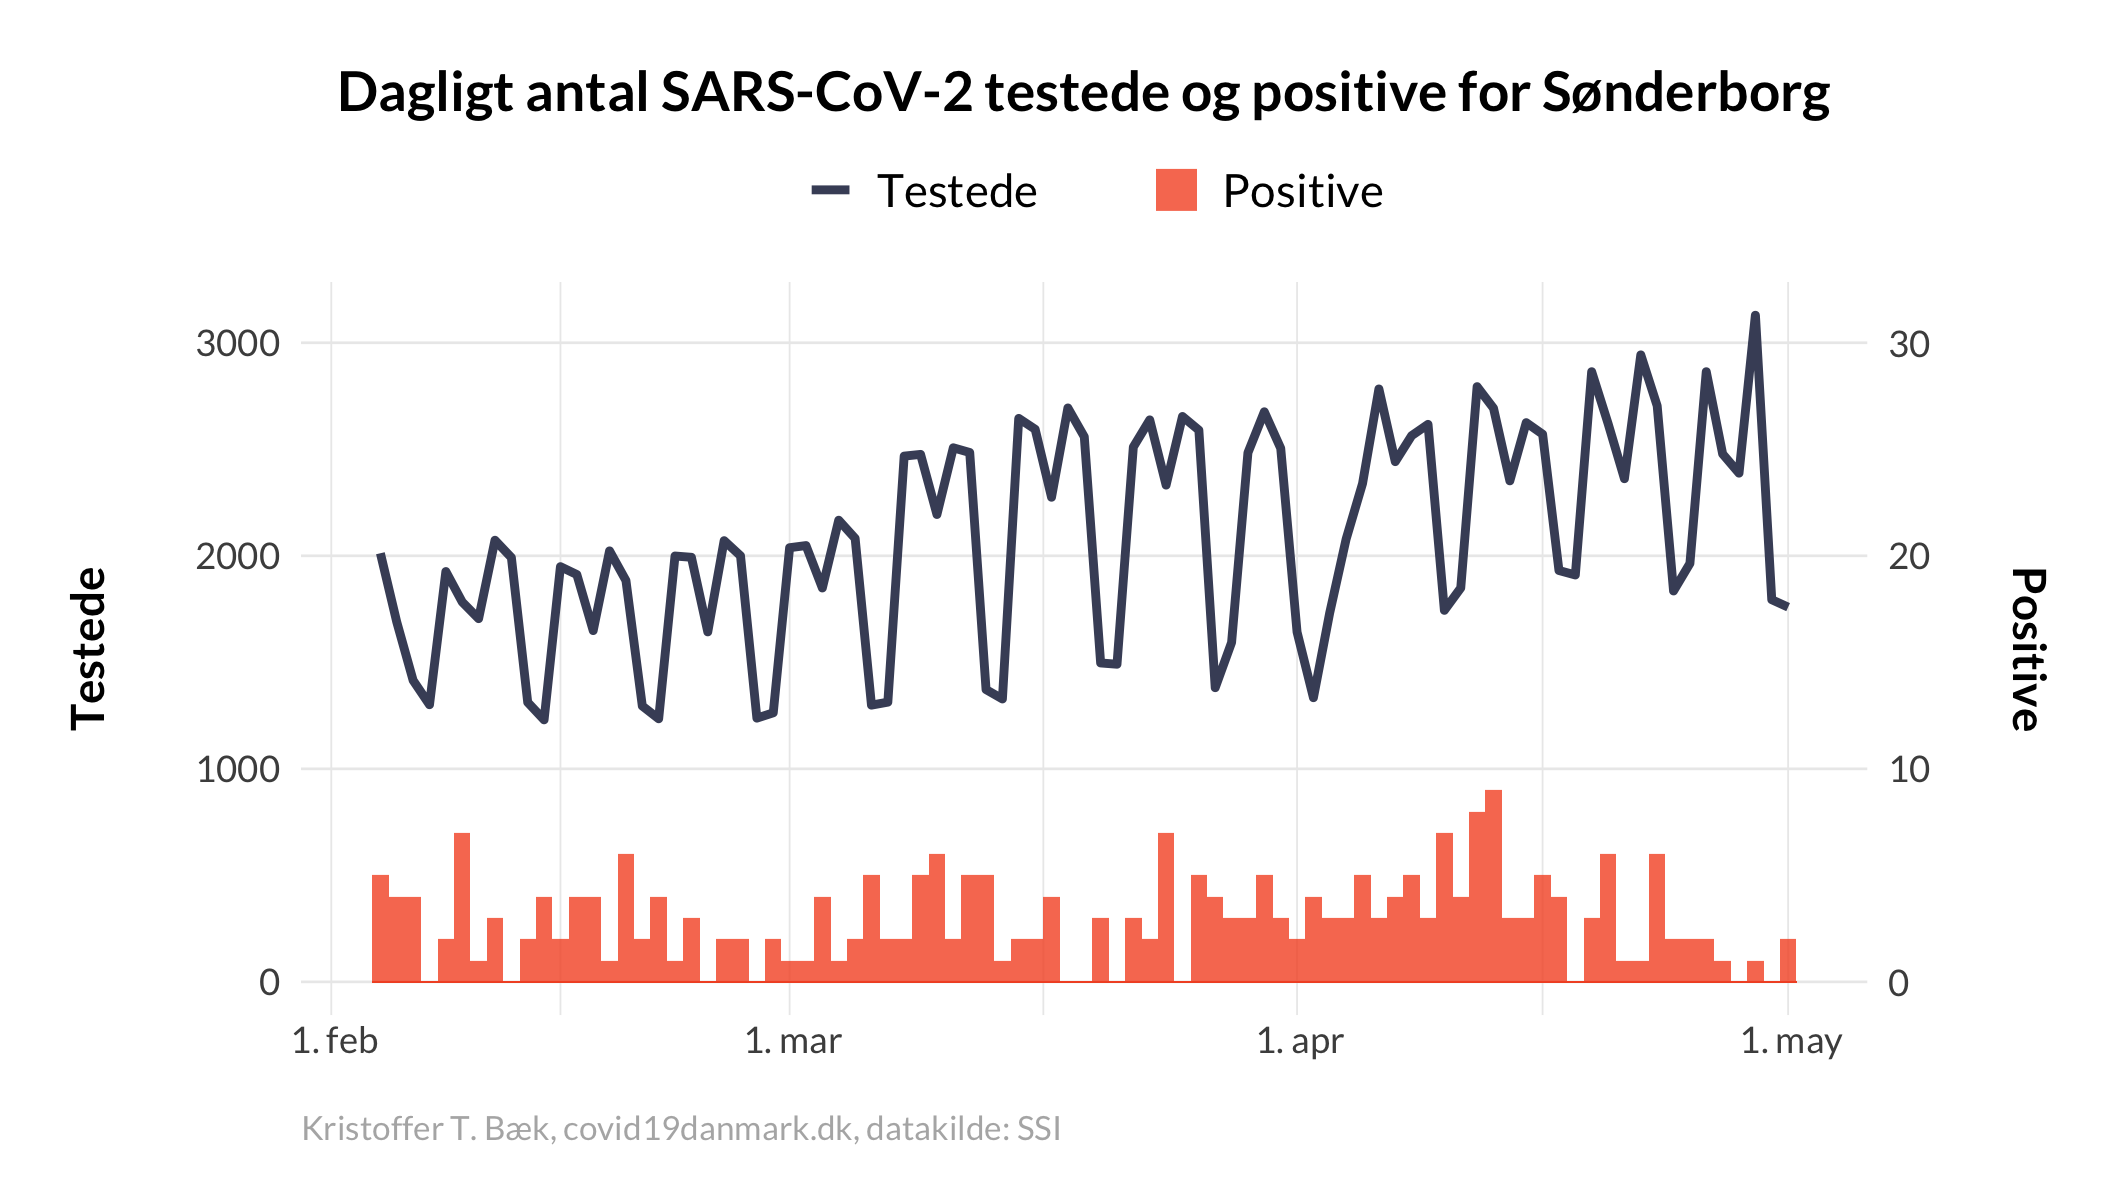 Dagligt antal SARS-CoV-2 testede og positive for Sønderborg
Testede
Positive
3000
2000
1000
0
Testede
30
20
10
0
Positive
1. feb
1. mar
1. apr
1. may
Kristoffer T. Bæk, covid19danmark.dk, datakilde: SSI